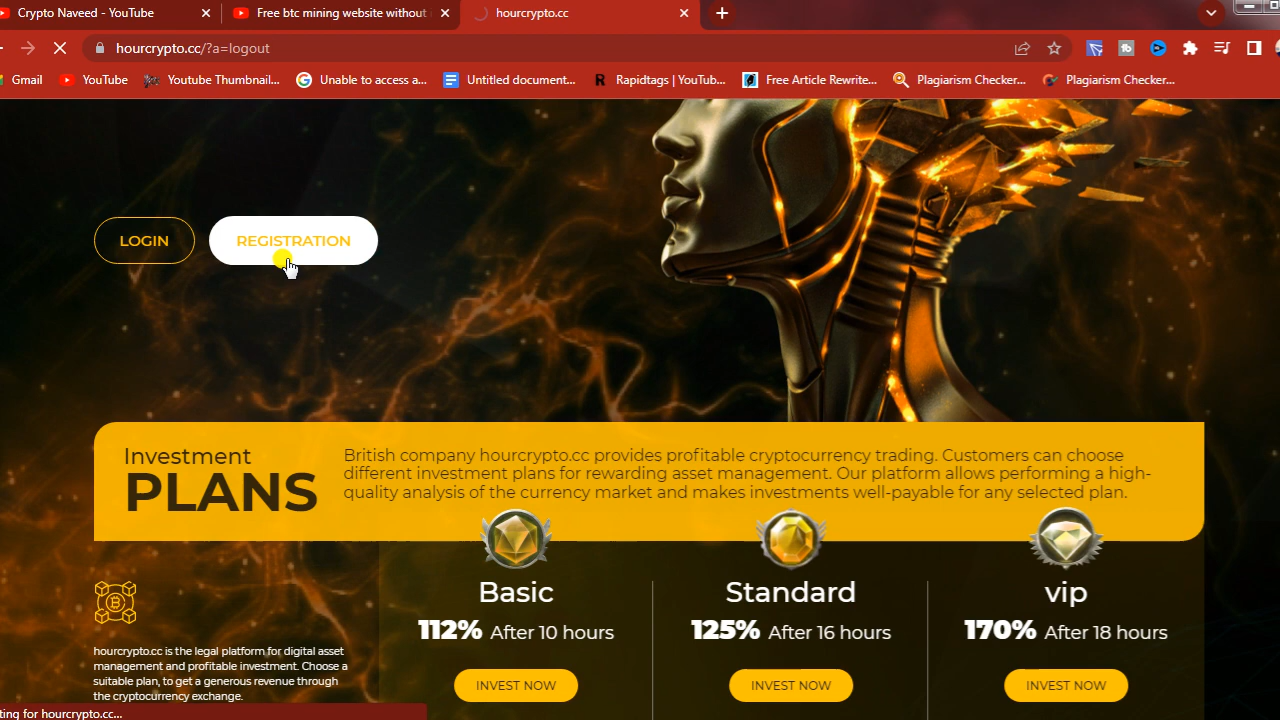 Crypto Naveed - YouTube
Free btc mining website without
hourcrypto.cc
hourcrypto.cc/?a=logout
Gmail
YouTube
Youtube Thumbnail...
Unable to access a...
Untitled document...
Rapidtags | YouTub...
Free Article Rewrite...
Plagiarism Checker...
Plagiarism Checker...
LOGIN
REGISTRATION
Investment
PLANS
British company hourcrypto.cc provides profitable cryptocurrency trading. Customers can choose
different investment plans for rewarding asset management. Our platform allows performing a high-
quality analysis of the currency market and makes investments well-payable for any selected plan.
hourcrypto.cc is the legal platform for digital asset
management and profitable investment. Choose a
suitable plan, to get a generous revenue through
the cryptocurrency exchange.
Basic
112% After 10 hours
INVEST NOW
Standard
125% After 16 hours
INVEST NOW
vip
170% After 18 hours
INVEST NOW
ting for hourcrypto.cc...